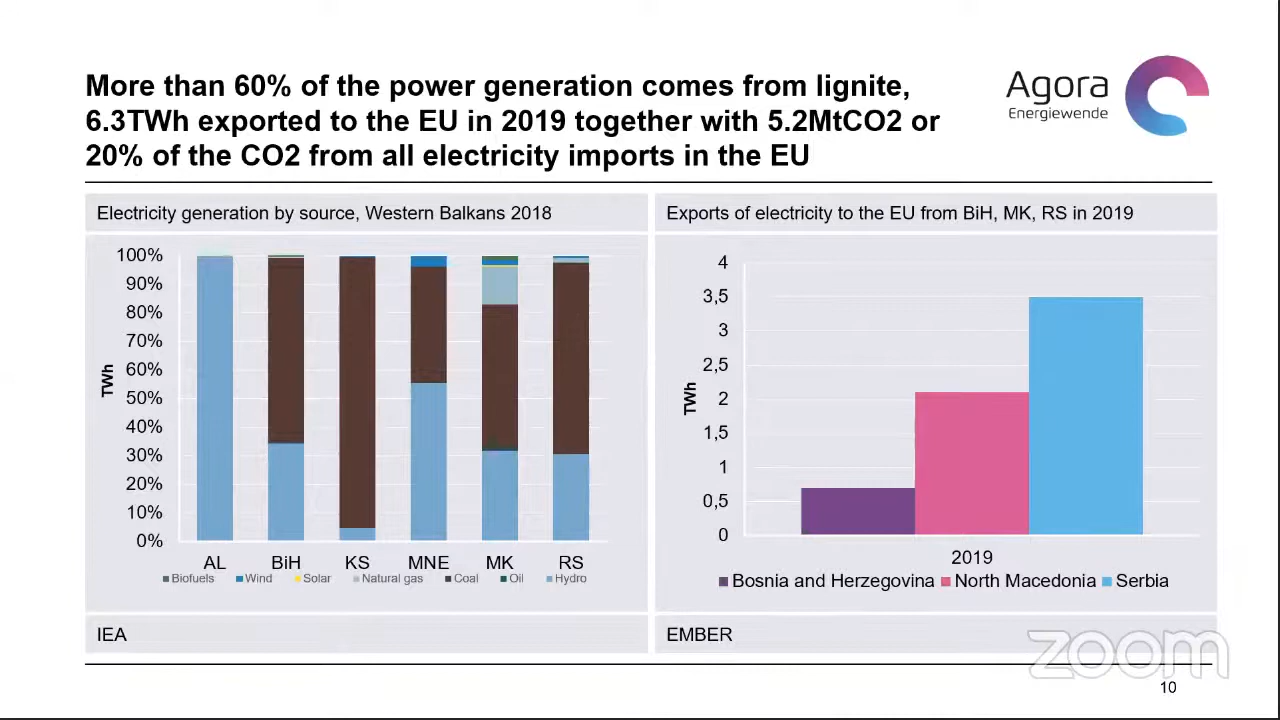 More than 60% of the power generation comes from lignite,
6.3TWh exported to the EU in 2019 together with 5.2MtCO2 or
20% of the CO2 from all electricity imports in the EU
Agora
Energiewende
Electricity generation by source, Western Balkans 2018
100%
90%
80%
70%
60%
50%
40%
30%
20%
10%
0%
TWh
AL BiH KS MNE MK RS
Biofuels Wind Solar Natural gas Coal Oil Hydro
IEA
Exports of electricity to the EU from BiH, MK, RS in 2019
4
3,5
3
2,5
2
1,5
1
0,5
0
TWh
2019
Bosnia and Herzegovina North Macedonia Serbia
EMBER
zoom
10